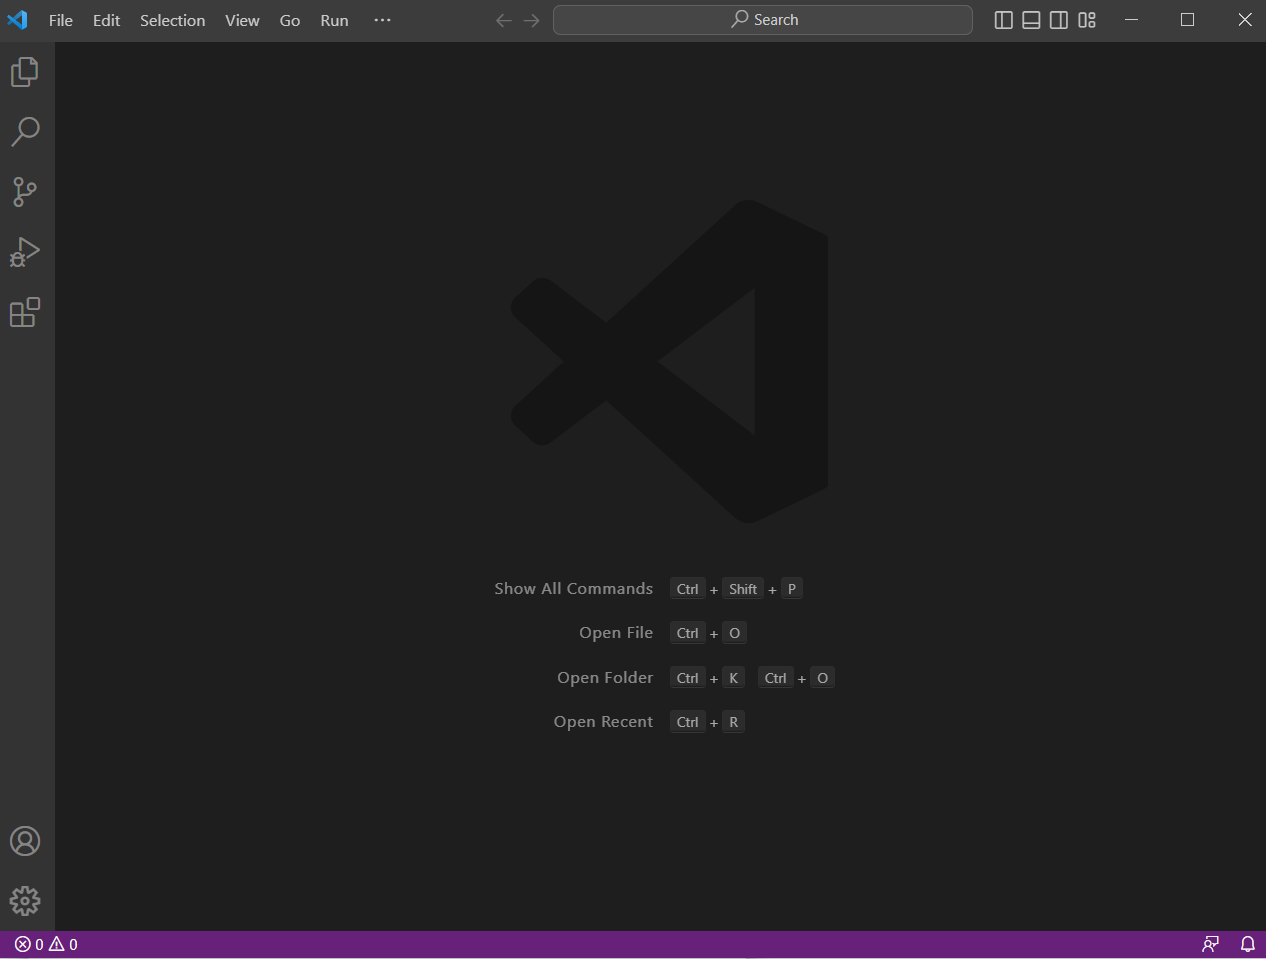 File Edit Selection View Go Run ···
Search
Show All Commands Ctrl + Shift + P
Open File Ctrl + O
Open Folder Ctrl + K Ctrl + O
Open Recent Ctrl + R
0 0